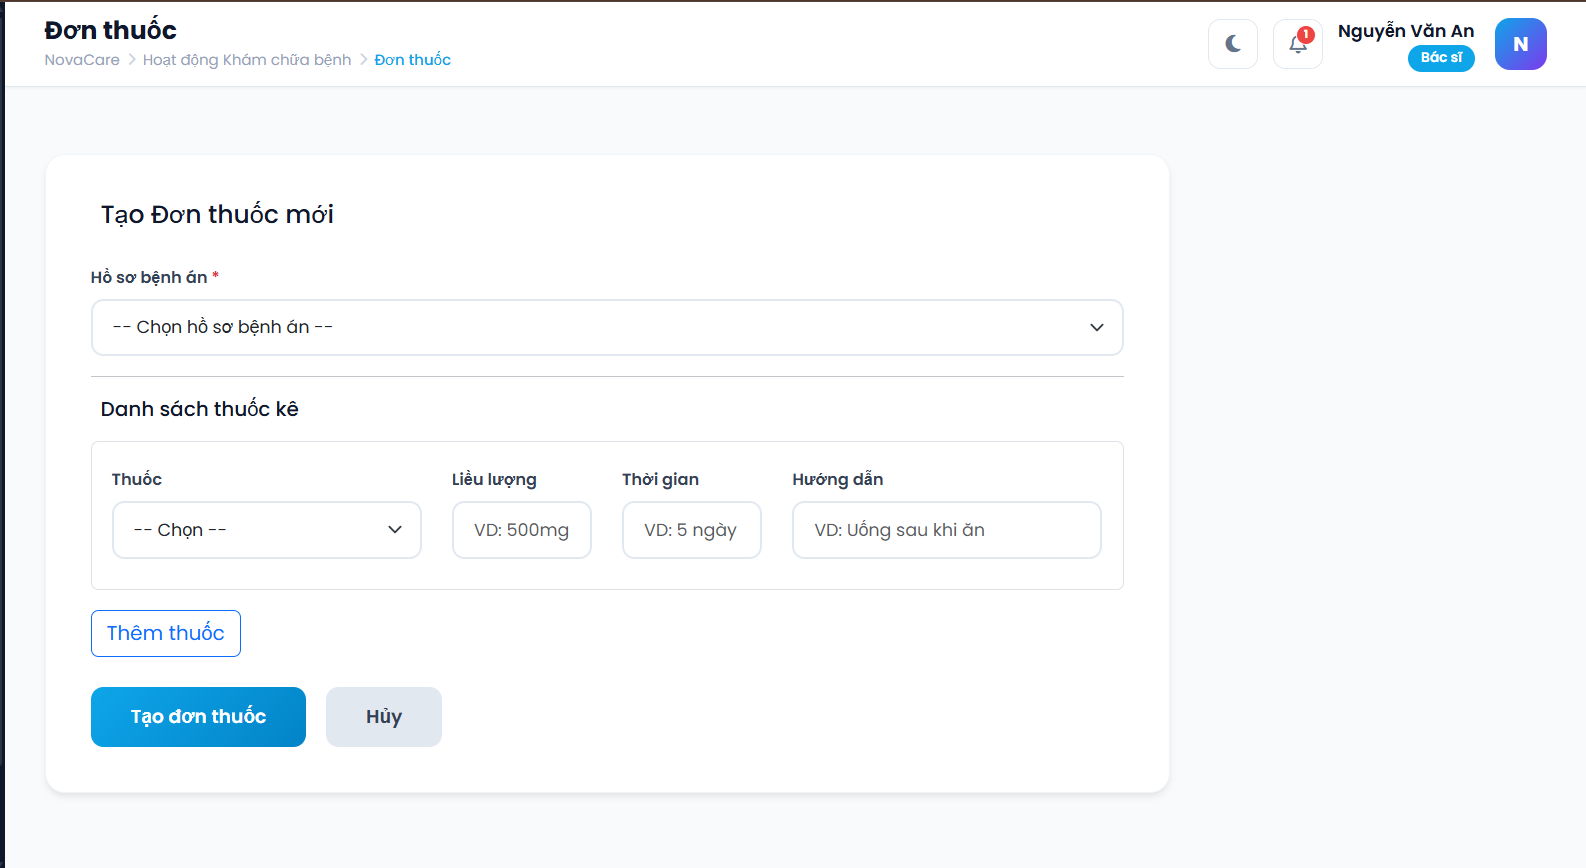 Đơn thuốc
NovaCare > Hoạt động Khám chữa bệnh > Đơn thuốc
1
Nguyễn Văn An
Bác sĩ
N
Tạo Đơn thuốc mới
Hồ sơ bệnh án *
-- Chọn hồ sơ bệnh án --
Danh sách thuốc kê
Thuốc Liều lượng Thời gian Hướng dẫn
-- Chọn -- VD: 500mg VD: 5 ngày VD: Uống sau khi ăn
Thêm thuốc
Tạo đơn thuốc Hủy